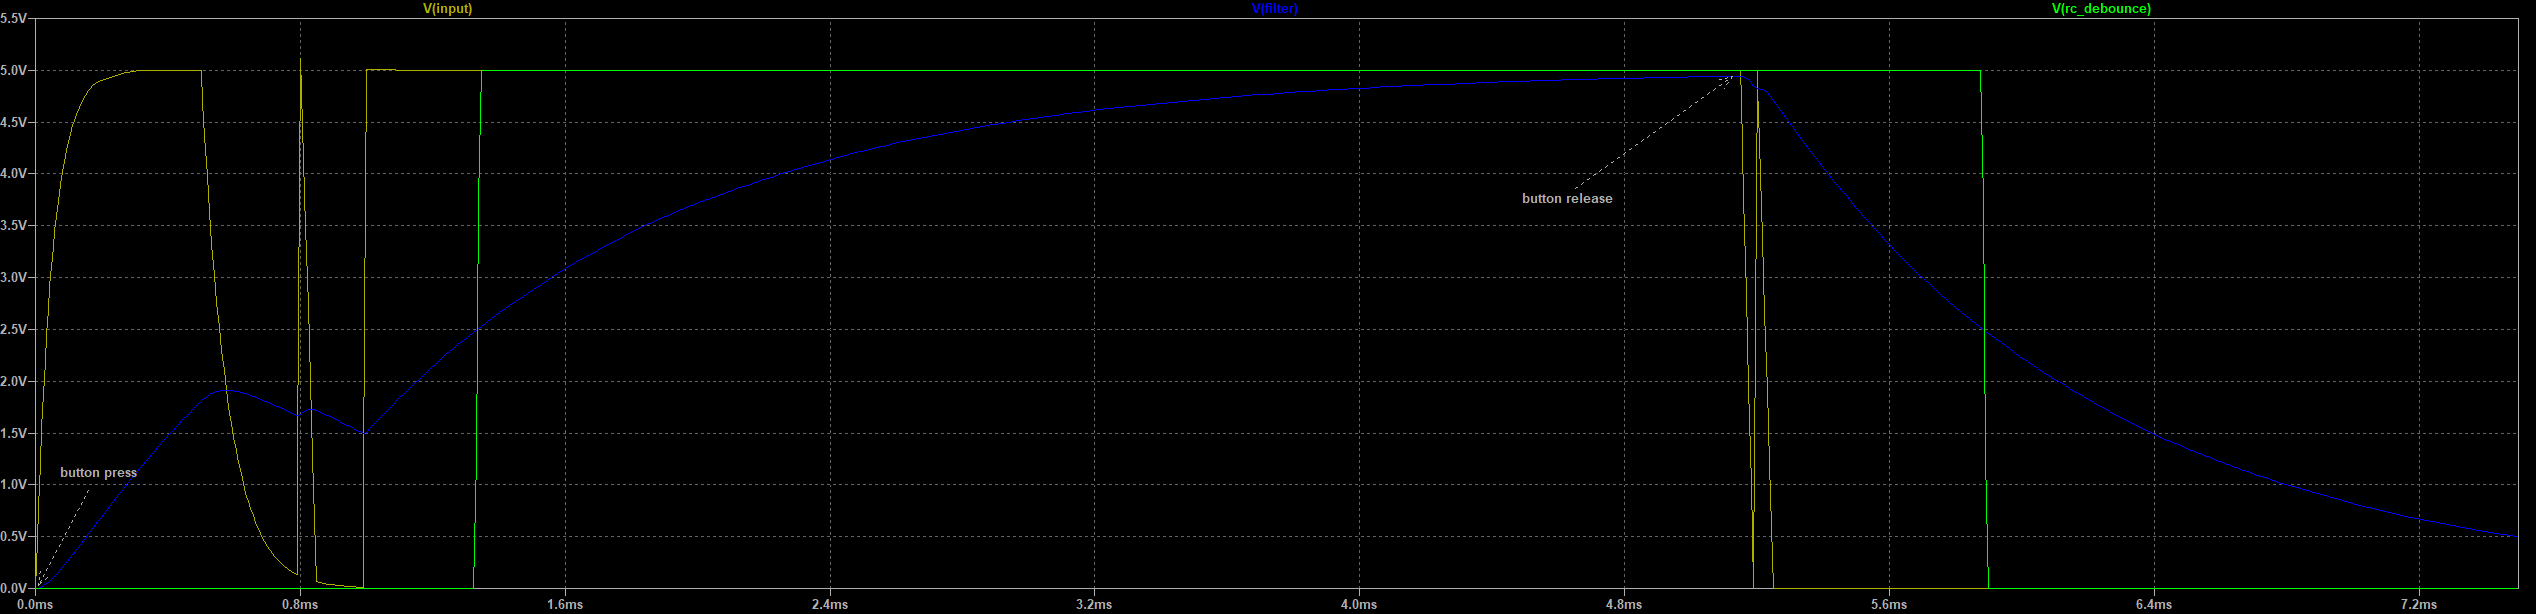 V(input) V(filter) V(rc_debounce)
5.5V
5.0V
4.5V
4.0V
3.5V
3.0V
2.5V
2.0V
1.5V
1.0V
0.5V
0.0V
button release
button press
0.0ms 0.8ms 1.6ms 2.4ms 3.2ms 4.0ms 4.8ms 5.6ms 6.4ms 7.2ms